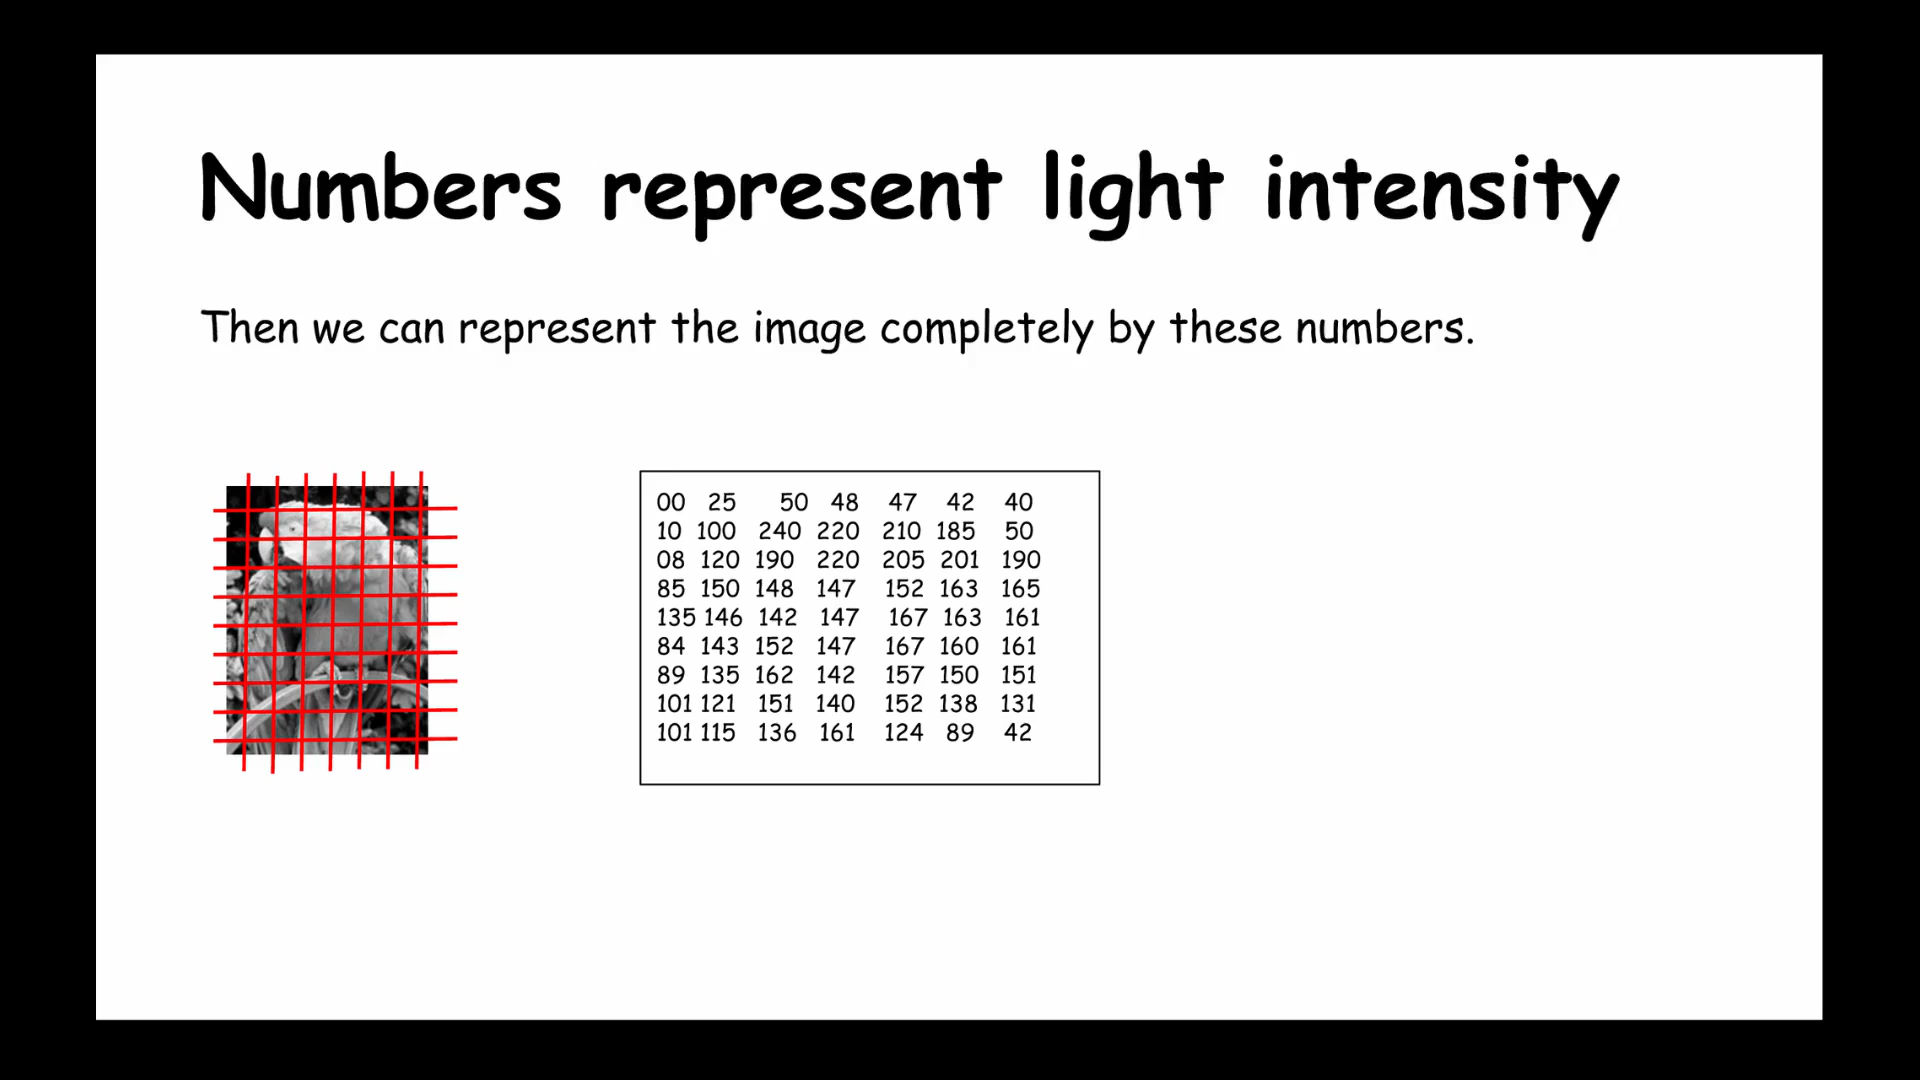 Numbers represent light intensity
Then we can represent the image completely by these numbers.
00 25 50 48 47 42 40
10 100 240 220 210 185 50
08 120 190 220 205 201 190
85 150 148 147 152 163 165
135 146 142 147 167 163 161
84 143 152 147 167 160 161
89 135 162 142 157 150 151
101 121 151 140 152 138 131
101 115 136 161 124 89 42